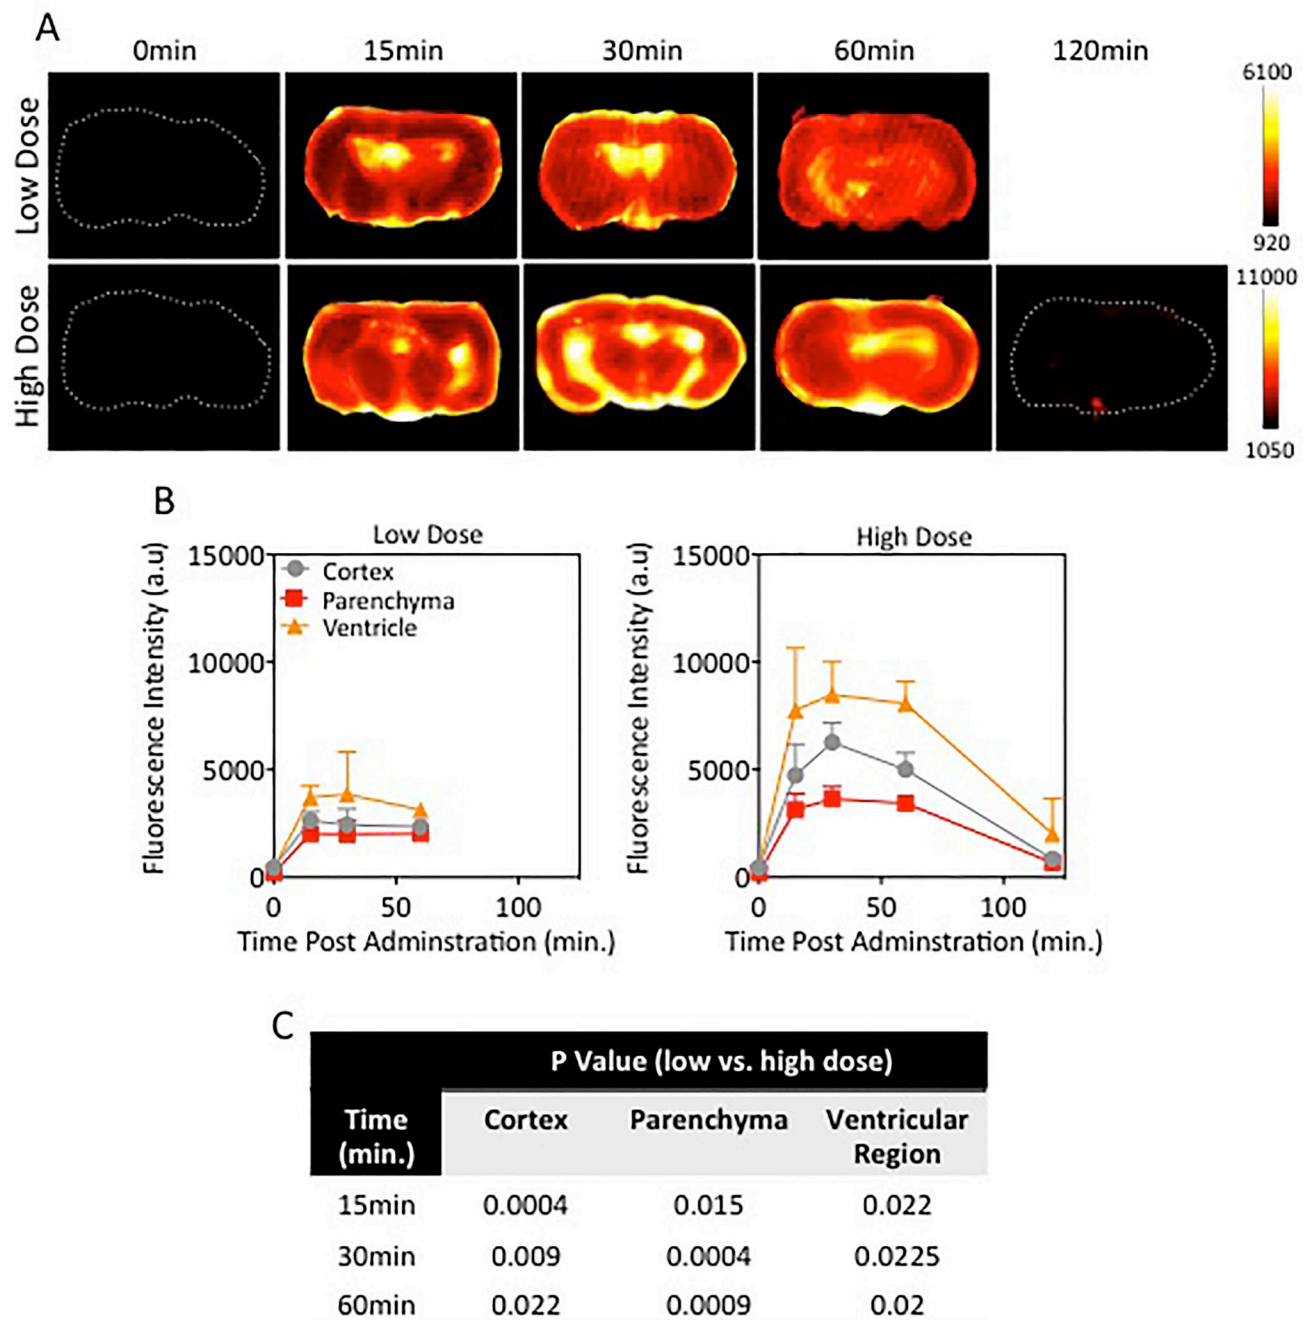 A
0min 15min 30min 60min 120min
Low Dose
6100
920
High Dose
11000
1050
B
Low Dose
Fluorescence Intensity (a.u)
15000
10000
5000
0
Cortex
Parenchyma
Ventricle
0 50 100
Time Post Adminstration (min.)
High Dose
Fluorescence Intensity (a.u)
15000
10000
5000
0
0 50 100
Time Post Adminstration (min.)
C
P Value (low vs. high dose)
Time (min.) Cortex Parenchyma Ventricular Region
15min 0.0004 0.015 0.022
30min 0.009 0.0004 0.0225
60min 0.022 0.0009 0.02